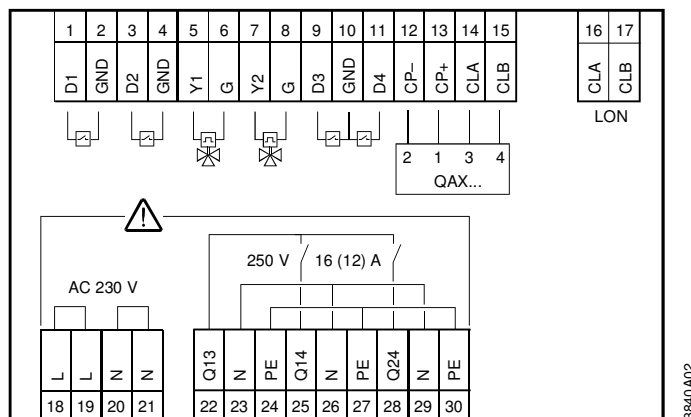 1 2 3 4 5 6 7 8 9 10 11 12 13 14 15
D1 GND D2 GND Y1 G Y2 G D3 GND D4 CP– CP+ CLA CLB
16 17
CLA CLB
LON
2 1 3 4
QAX...
250 V 16 (12) A
AC 230 V
L L N N
18 19 20 21
Q13 N PE Q14 N PE Q24 N PE
22 23 24 25 26 27 28 29 30